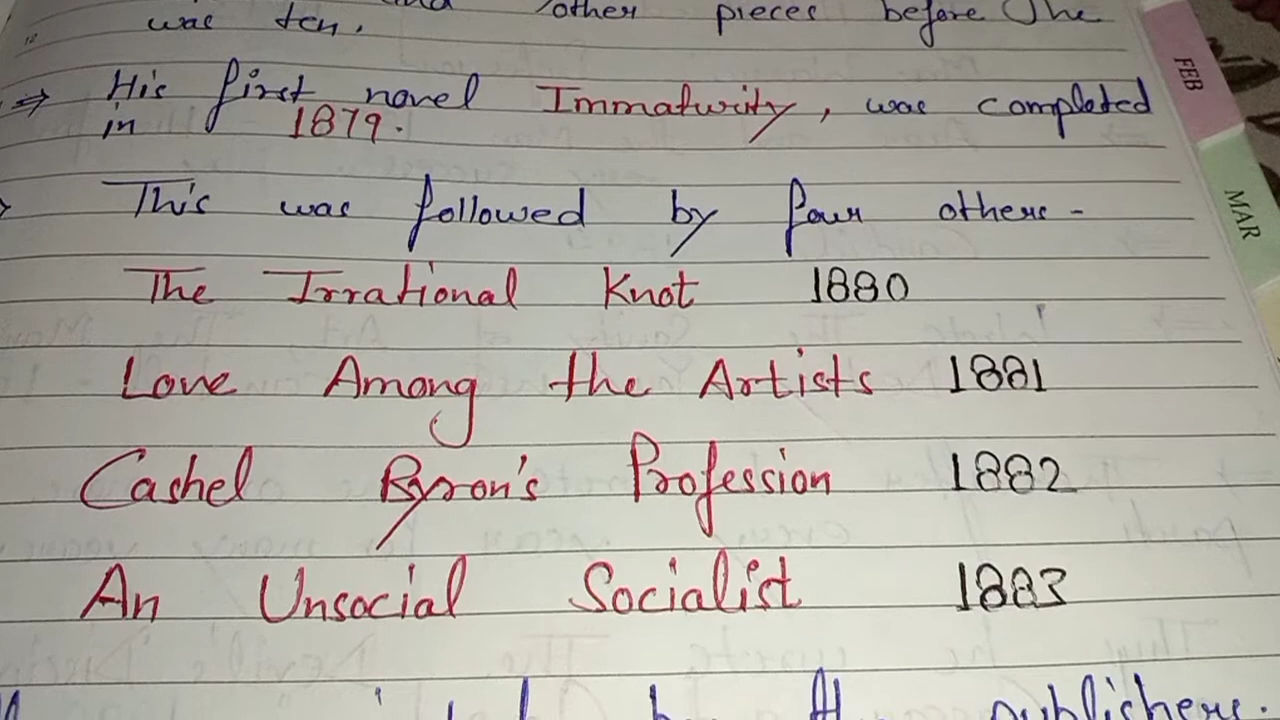 other pieces before he
was ten.
FEB
⇒ His first novel Immaturity, was completed
in 1879.
This was followed by four others -
MAR
The Irrational Knot 1880
Love Among the Artists 1881
Cashel Byron's Profession 1882
An Unsocial Socialist 1883
by the publishers.